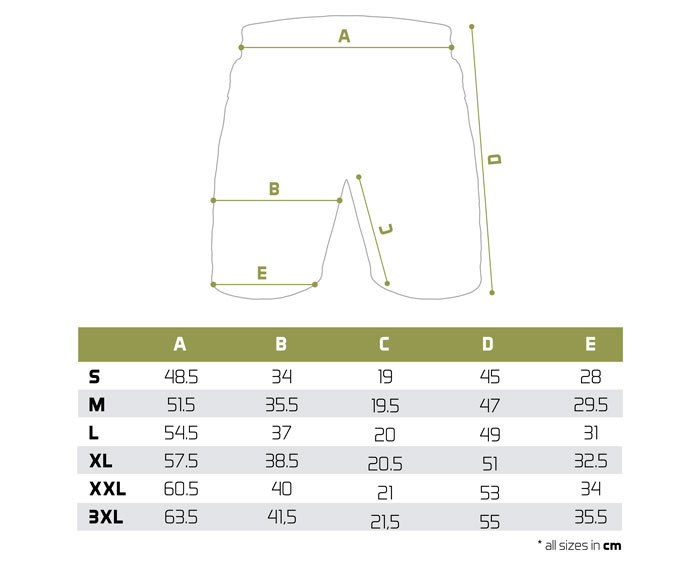 A
D
B
C
E
A B C D E
S 48.5 34 19 45 28
M 51.5 35.5 19.5 47 29.5
L 54.5 37 20 49 31
XL 57.5 38.5 20.5 51 32.5
XXL 60.5 40 21 53 34
3XL 63.5 41,5 21,5 55 35.5
* all sizes in cm